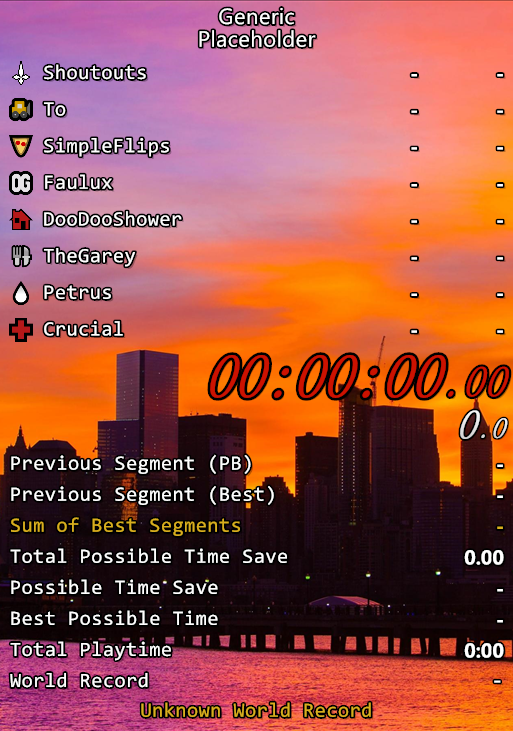 Generic
Placeholder
Shoutouts - -
To - -
SimpleFlips - -
OG Faulux - -
DooDooShower - -
TheGarey - -
Petrus - -
Crucial - -
00:00:00.00
0.0
Previous Segment (PB) -
Previous Segment (Best) -
Sum of Best Segments -
Total Possible Time Save 0.00
Possible Time Save -
Best Possible Time -
Total Playtime 0:00
World Record -
Unknown World Record